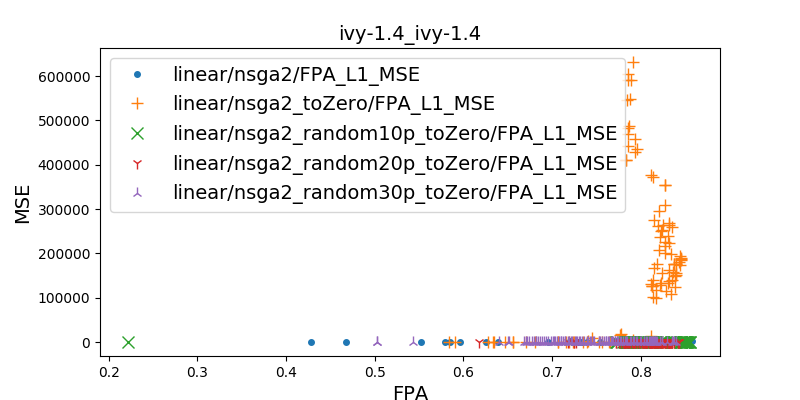 ivy-1.4_ivy-1.4
linear/nsga2/FPA_L1_MSE
linear/nsga2_toZero/FPA_L1_MSE
linear/nsga2_random10p_toZero/FPA_L1_MSE
linear/nsga2_random20p_toZero/FPA_L1_MSE
linear/nsga2_random30p_toZero/FPA_L1_MSE
MSE
600000
500000
400000
300000
200000
100000
0
0.2 0.3 0.4 0.5 0.6 0.7 0.8
FPA